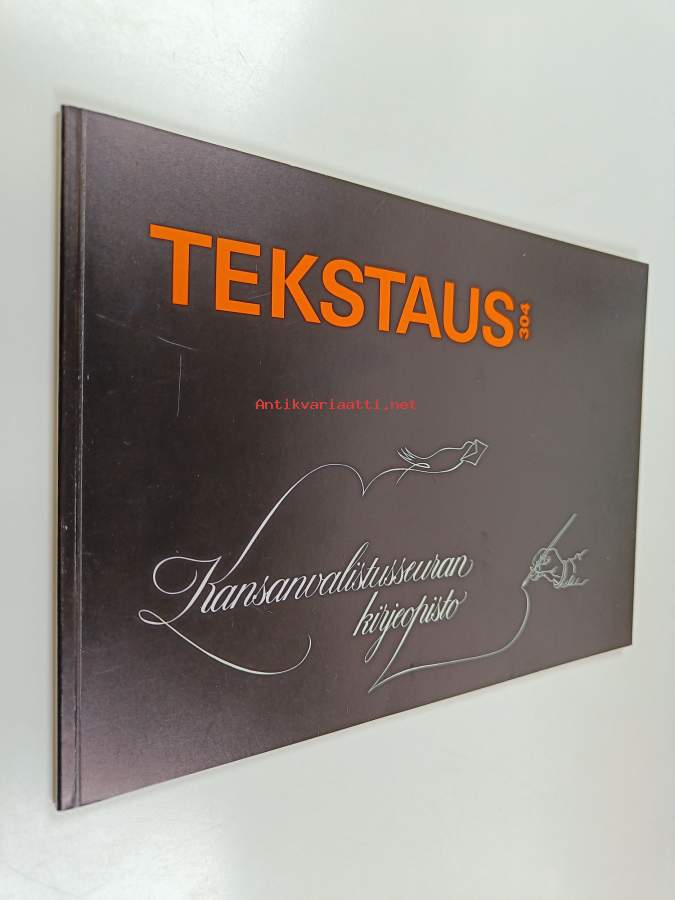 TEKSTAUS 304
Antikvariaatti.net
Kansanvalistusseuran
kirjeopisto